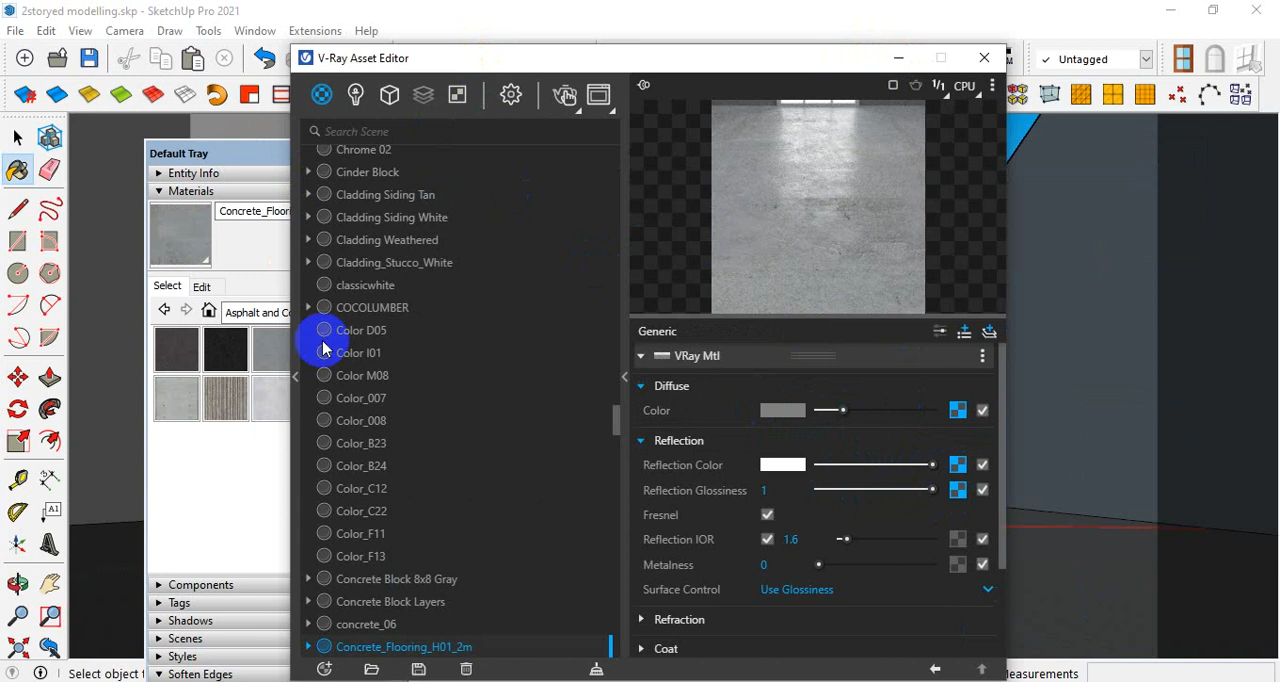 2storyed modelling.skp - SketchUp Pro 2021
File Edit View Camera Draw Tools Window Extensions Help
V-Ray Asset Editor
Untagged
1/1 CPU
Search Scene
Default Tray
Entity Info
Materials
Concrete_Floori
Select Edit
Asphalt and Co
Components
Tags
Shadows
Scenes
Styles
Soften Edges
A1
Chrome 02
Cinder Block
Cladding Siding Tan
Cladding Siding White
Cladding Weathered
Cladding_Stucco_White
classicwhite
COCOLUMBER
Color D05
Color I01
Color M08
Color_007
Color_008
Color_B23
Color_B24
Color_C12
Color_C22
Color_F11
Color_F13
Concrete Block 8x8 Gray
Concrete Block Layers
concrete_06
Concrete_Flooring_H01_2m
Generic
VRay Mtl
Diffuse
Color
Reflection
Reflection Color
Reflection Glossiness 1
Fresnel
Reflection IOR 1.6
Metalness 0
Surface Control Use Glossiness
Refraction
Coat
Select object t
easurements